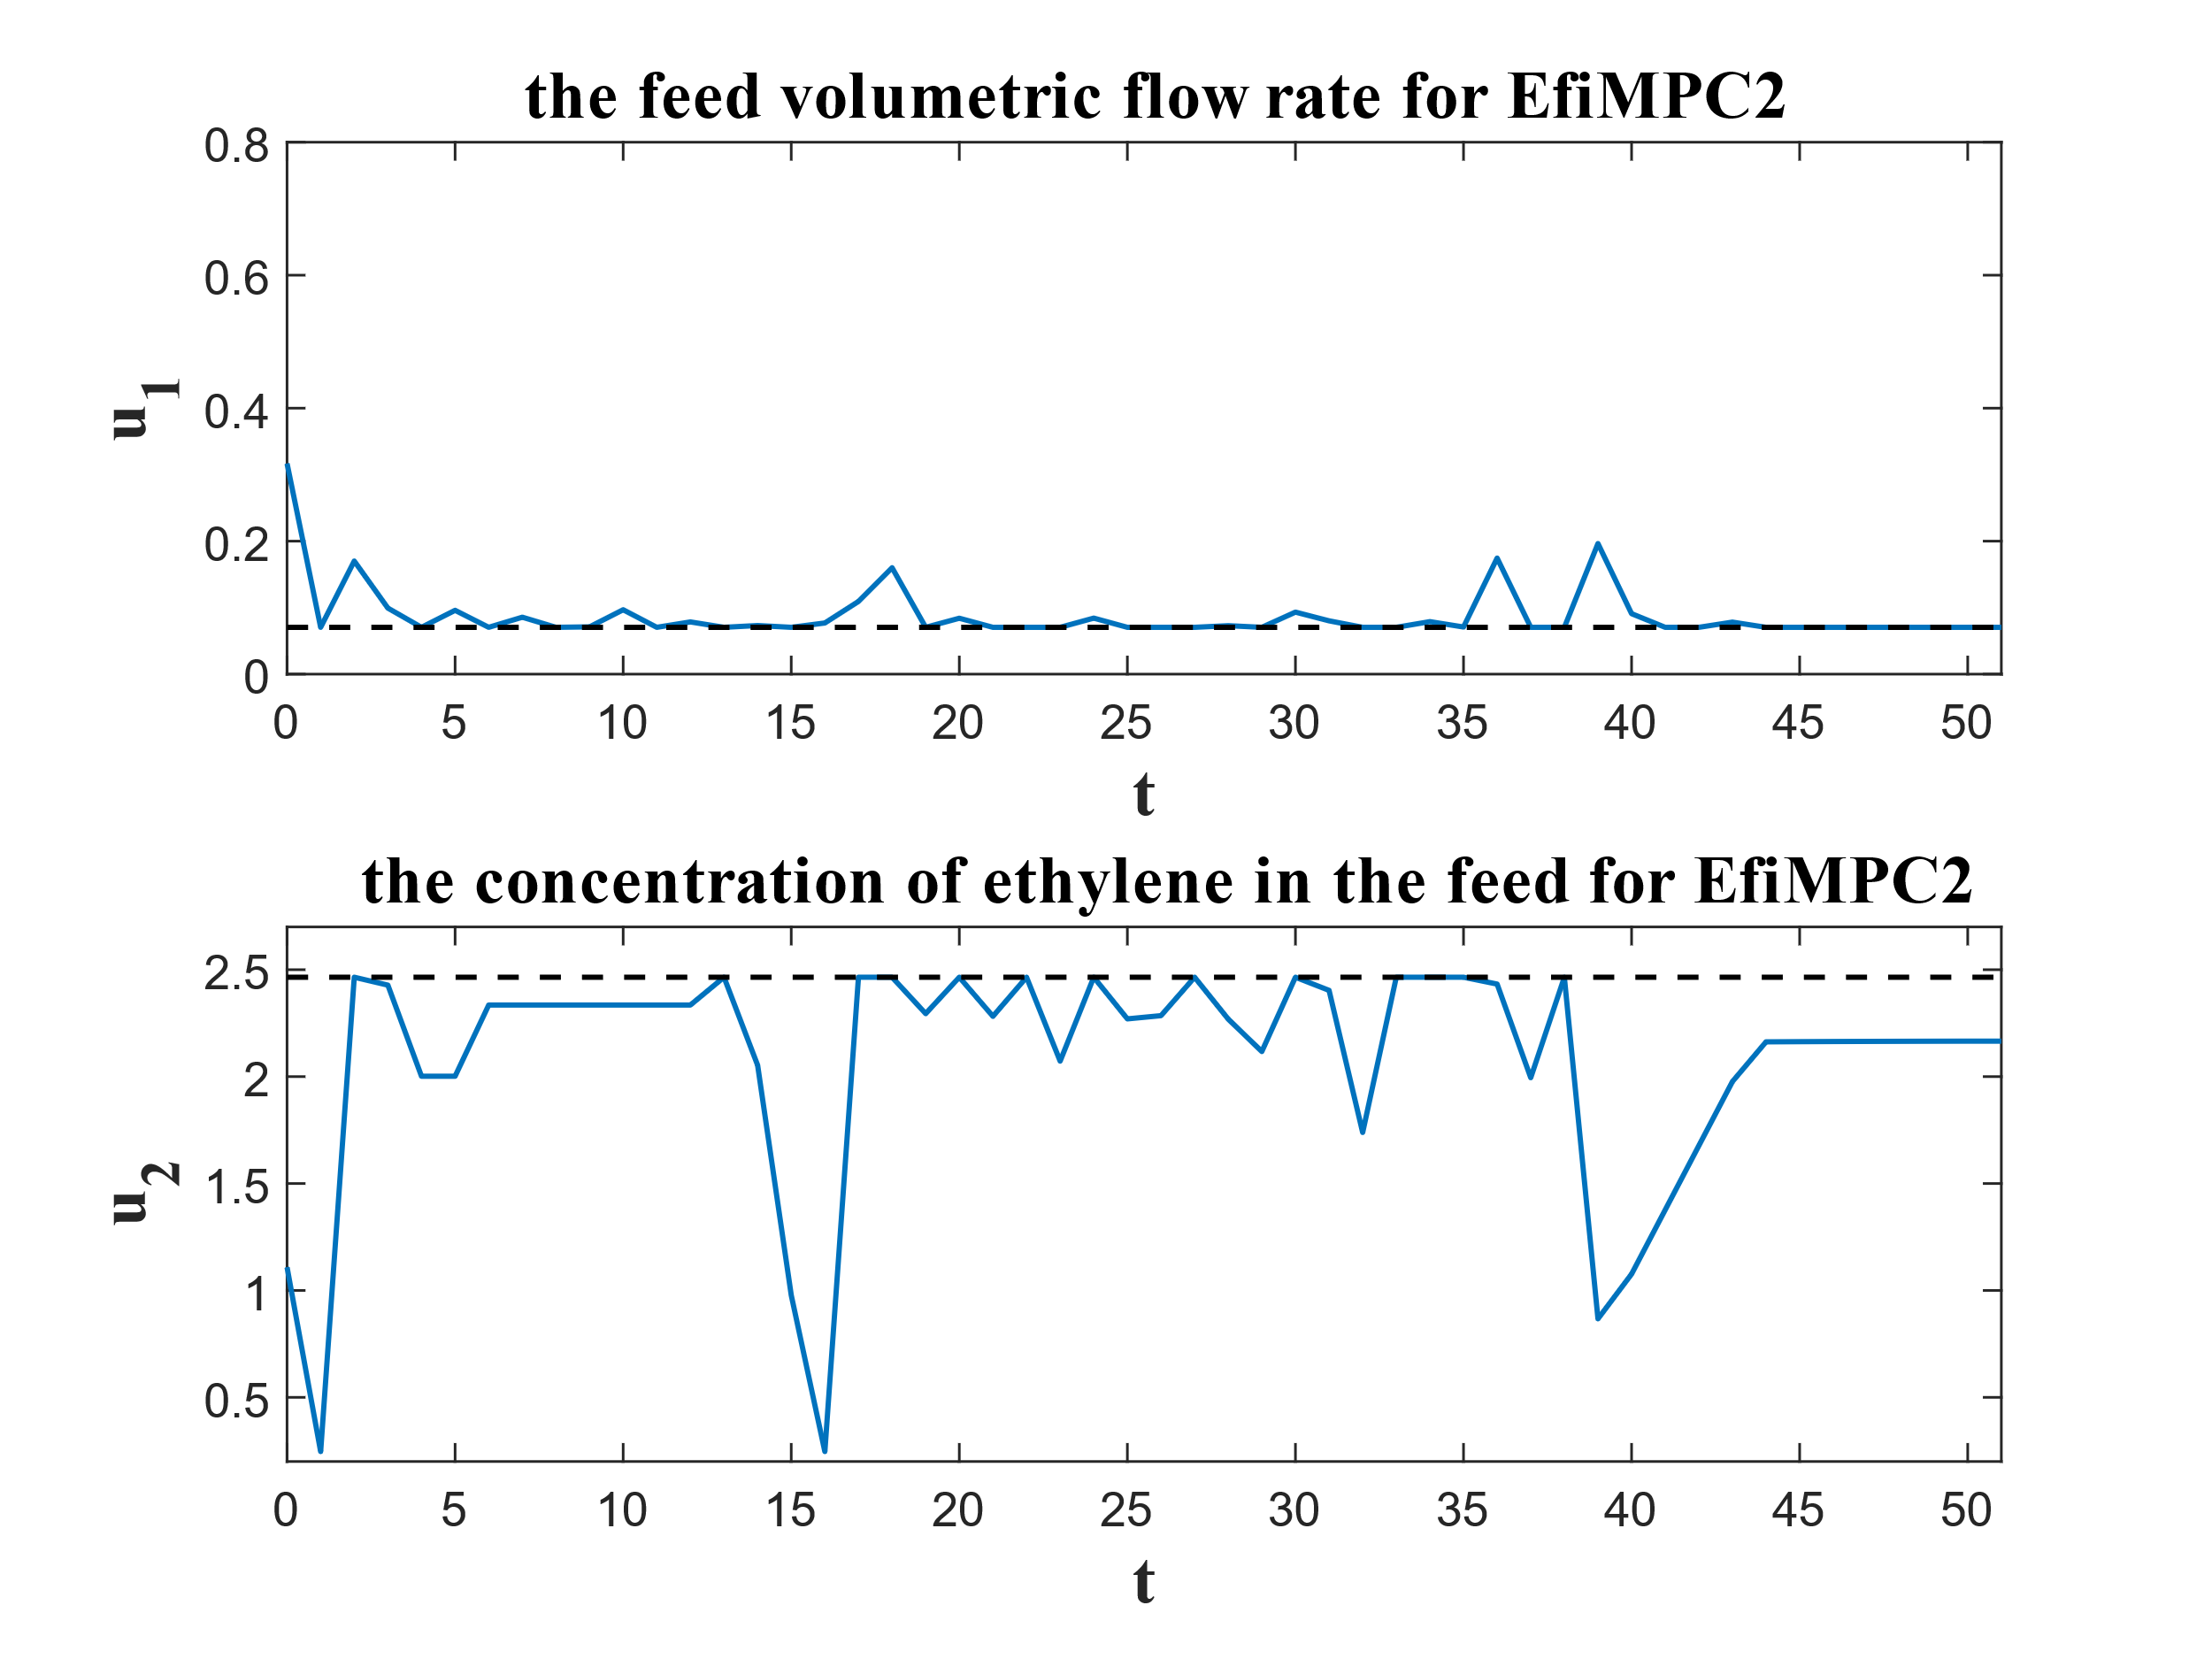 the feed volumetric flow rate for EfiMPC2
0.8
0.6
0.4
0.2
0
u1
0 5 10 15 20 25 30 35 40 45 50
t
the concentration of ethylene in the feed for EfiMPC2
2.5
2
1.5
1
0.5
u2
0 5 10 15 20 25 30 35 40 45 50
t